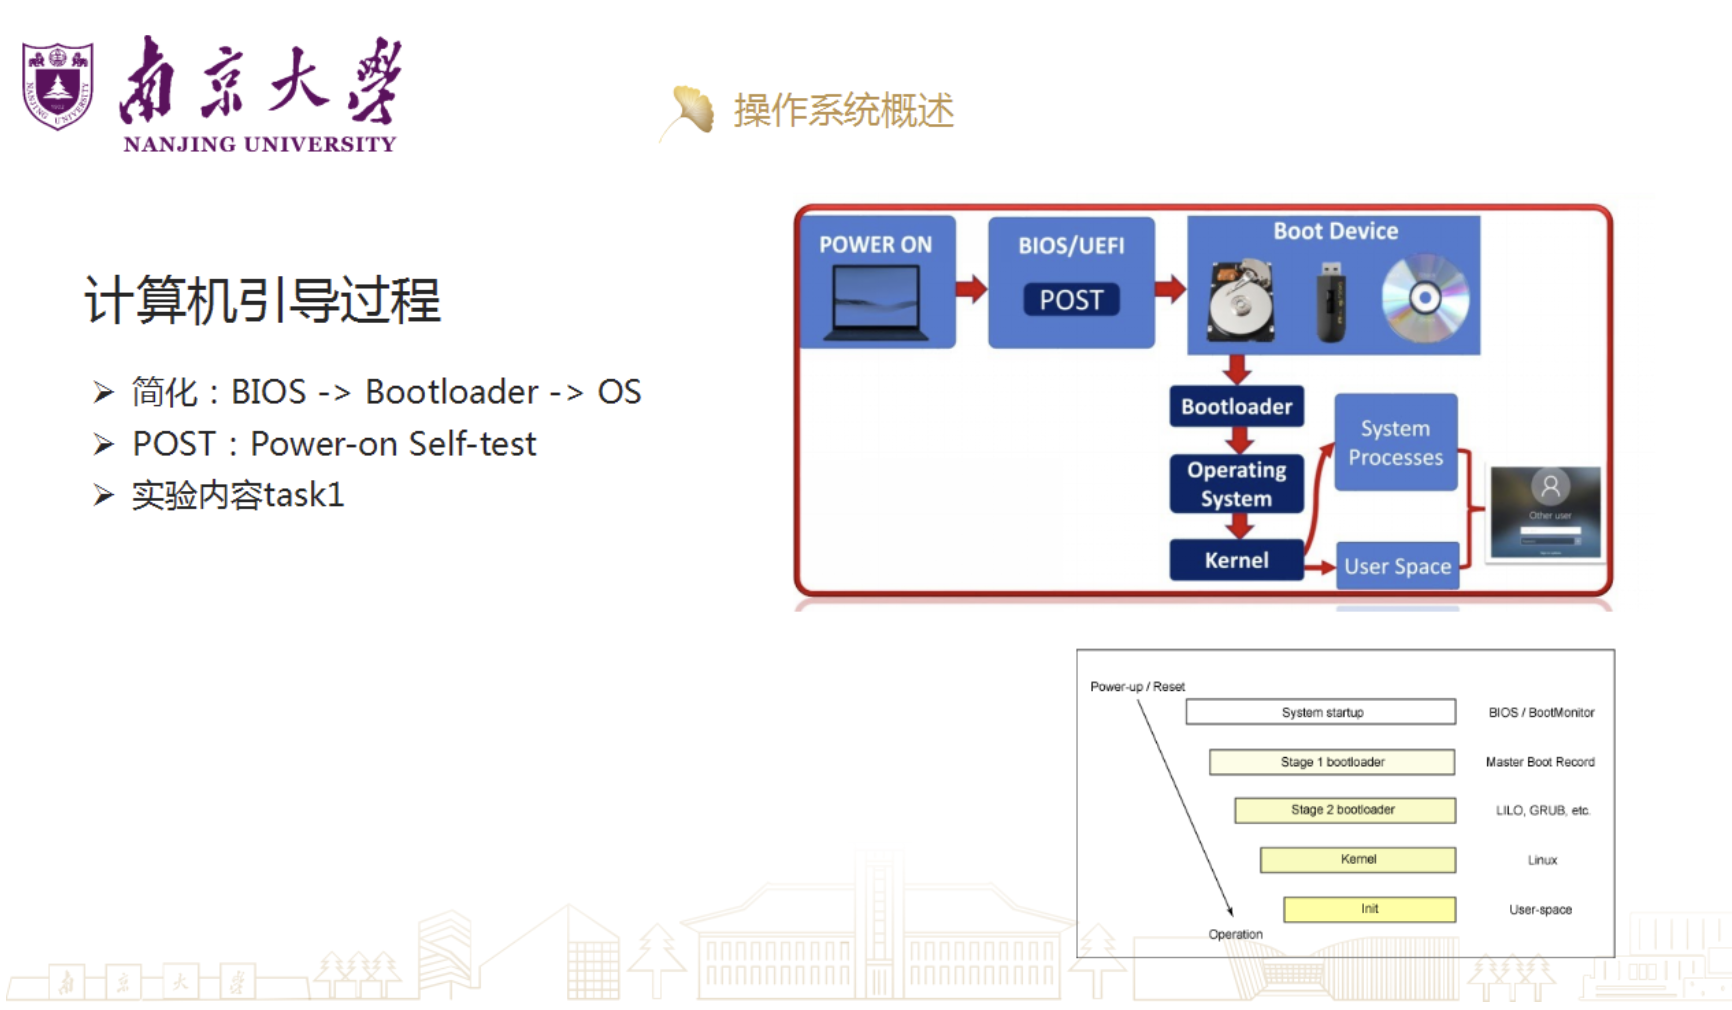 南京大学
NANJING UNIVERSITY
操作系统概述
计算机引导过程
简化：BIOS -> Bootloader -> OS
POST：Power-on Self-test
实验内容task1
POWER ON
BIOS/UEFI
POST
Boot Device
Bootloader
Operating
System
Kernel
System
Processes
User Space
Other user
Power-up / Reset
System startup
BIOS / BootMonitor
Stage 1 bootloader
Master Boot Record
Stage 2 bootloader
LILO, GRUB, etc.
Kernel
Linux
Init
User-space
Operation
南京大学